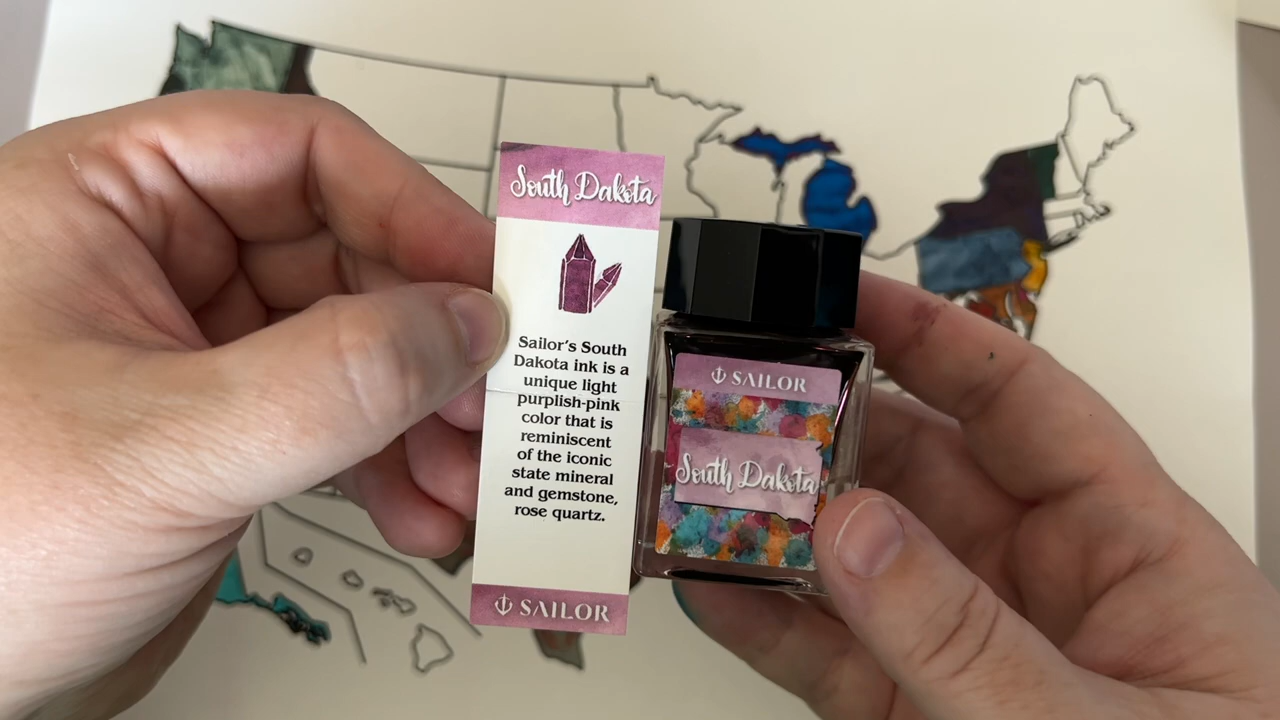 South Dakota
Sailor's South
Dakota ink is a
unique light
purplish-pink
color that is
reminiscent
of the iconic
state mineral
and gemstone,
rose quartz.
SAILOR
SAILOR
South Dakota